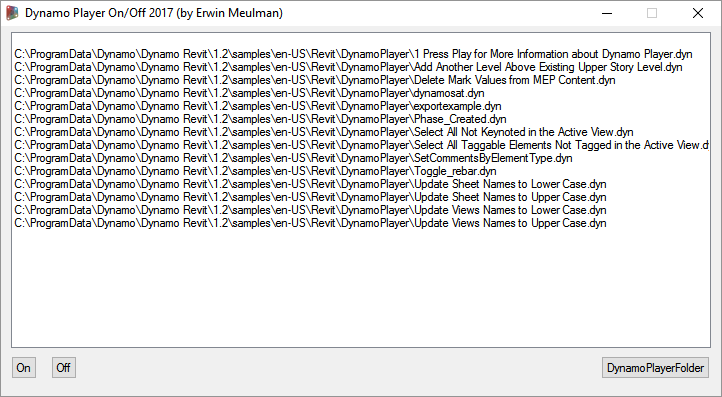 Dynamo Player On/Off 2017 (by Erwin Meulman)
C:\ProgramData\Dynamo\Dynamo Revit\1.2\samples\en-US\Revit\DynamoPlayer\1 Press Play for More Information about Dynamo Player.dyn
C:\ProgramData\Dynamo\Dynamo Revit\1.2\samples\en-US\Revit\DynamoPlayer\Add Another Level Above Existing Upper Story Level.dyn
C:\ProgramData\Dynamo\Dynamo Revit\1.2\samples\en-US\Revit\DynamoPlayer\Delete Mark Values from MEP Content.dyn
C:\ProgramData\Dynamo\Dynamo Revit\1.2\samples\en-US\Revit\DynamoPlayer\dynamosat.dyn
C:\ProgramData\Dynamo\Dynamo Revit\1.2\samples\en-US\Revit\DynamoPlayer\exportexample.dyn
C:\ProgramData\Dynamo\Dynamo Revit\1.2\samples\en-US\Revit\DynamoPlayer\Phase_Created.dyn
C:\ProgramData\Dynamo\Dynamo Revit\1.2\samples\en-US\Revit\DynamoPlayer\Select All Not Keynoted in the Active View.dyn
C:\ProgramData\Dynamo\Dynamo Revit\1.2\samples\en-US\Revit\DynamoPlayer\Select All Taggable Elements Not Tagged in the Active View.d
C:\ProgramData\Dynamo\Dynamo Revit\1.2\samples\en-US\Revit\DynamoPlayer\SetCommentsByElementType.dyn
C:\ProgramData\Dynamo\Dynamo Revit\1.2\samples\en-US\Revit\DynamoPlayer\Toggle_rebar.dyn
C:\ProgramData\Dynamo\Dynamo Revit\1.2\samples\en-US\Revit\DynamoPlayer\Update Sheet Names to Lower Case.dyn
C:\ProgramData\Dynamo\Dynamo Revit\1.2\samples\en-US\Revit\DynamoPlayer\Update Sheet Names to Upper Case.dyn
C:\ProgramData\Dynamo\Dynamo Revit\1.2\samples\en-US\Revit\DynamoPlayer\Update Views Names to Lower Case.dyn
C:\ProgramData\Dynamo\Dynamo Revit\1.2\samples\en-US\Revit\DynamoPlayer\Update Views Names to Upper Case.dyn
On Off DynamoPlayerFolder